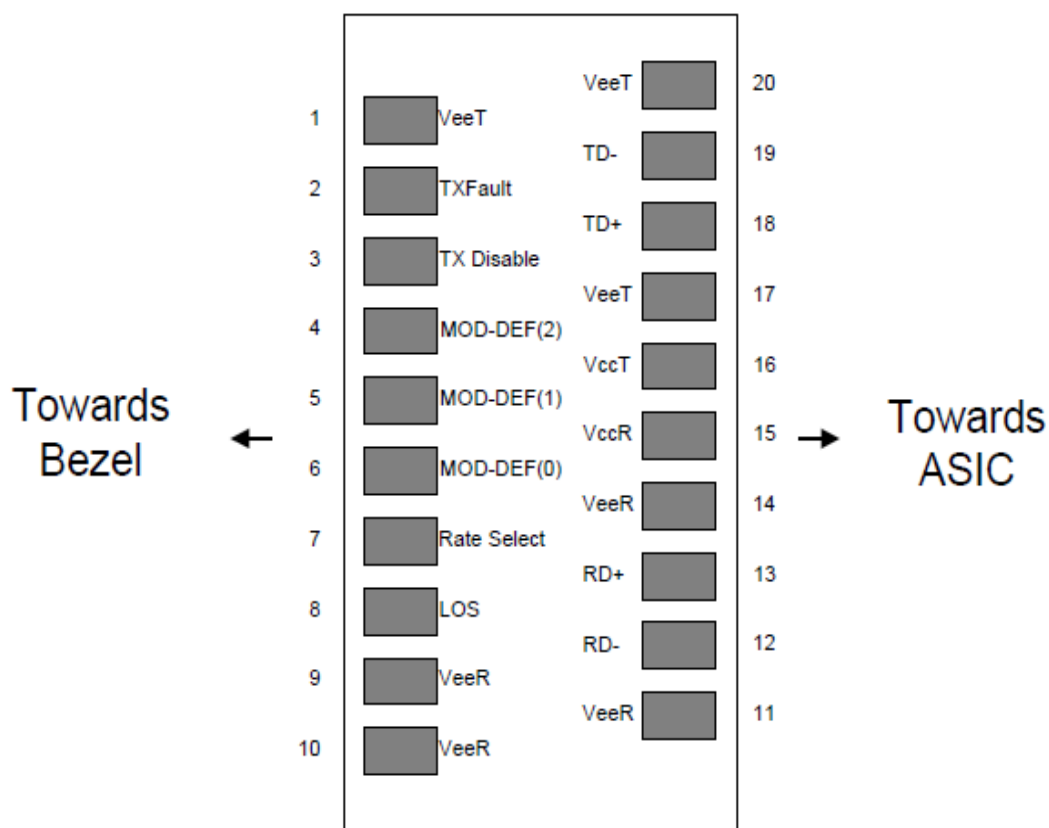 VeeT 20
1 VeeT
TD- 19
2 TXFault
TD+ 18
3 TX Disable
VeeT 17
4 MOD-DEF(2)
VccT 16
5 MOD-DEF(1)
Towards
Bezel
VccR 15
Towards
ASIC
6 MOD-DEF(0)
VeeR 14
7 Rate Select
RD+ 13
8 LOS
RD- 12
9 VeeR
VeeR 11
10 VeeR